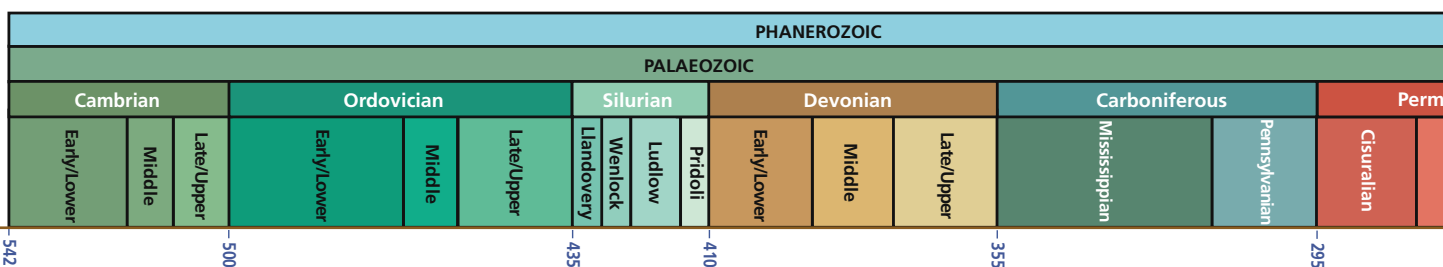 PHANEROZOIC
PALAEOZOIC
Cambrian
Ordovician
Silurian
Devonian
Carboniferous
Perm
Early/Lower
Middle
Late/Upper
Early/Lower
Middle
Late/Upper
Llandovery
Wenlock
Ludlow
Pridoli
Early/Lower
Middle
Late/Upper
Mississippian
Pennsylvanian
Cisuralian
542
500
435
410
355
295